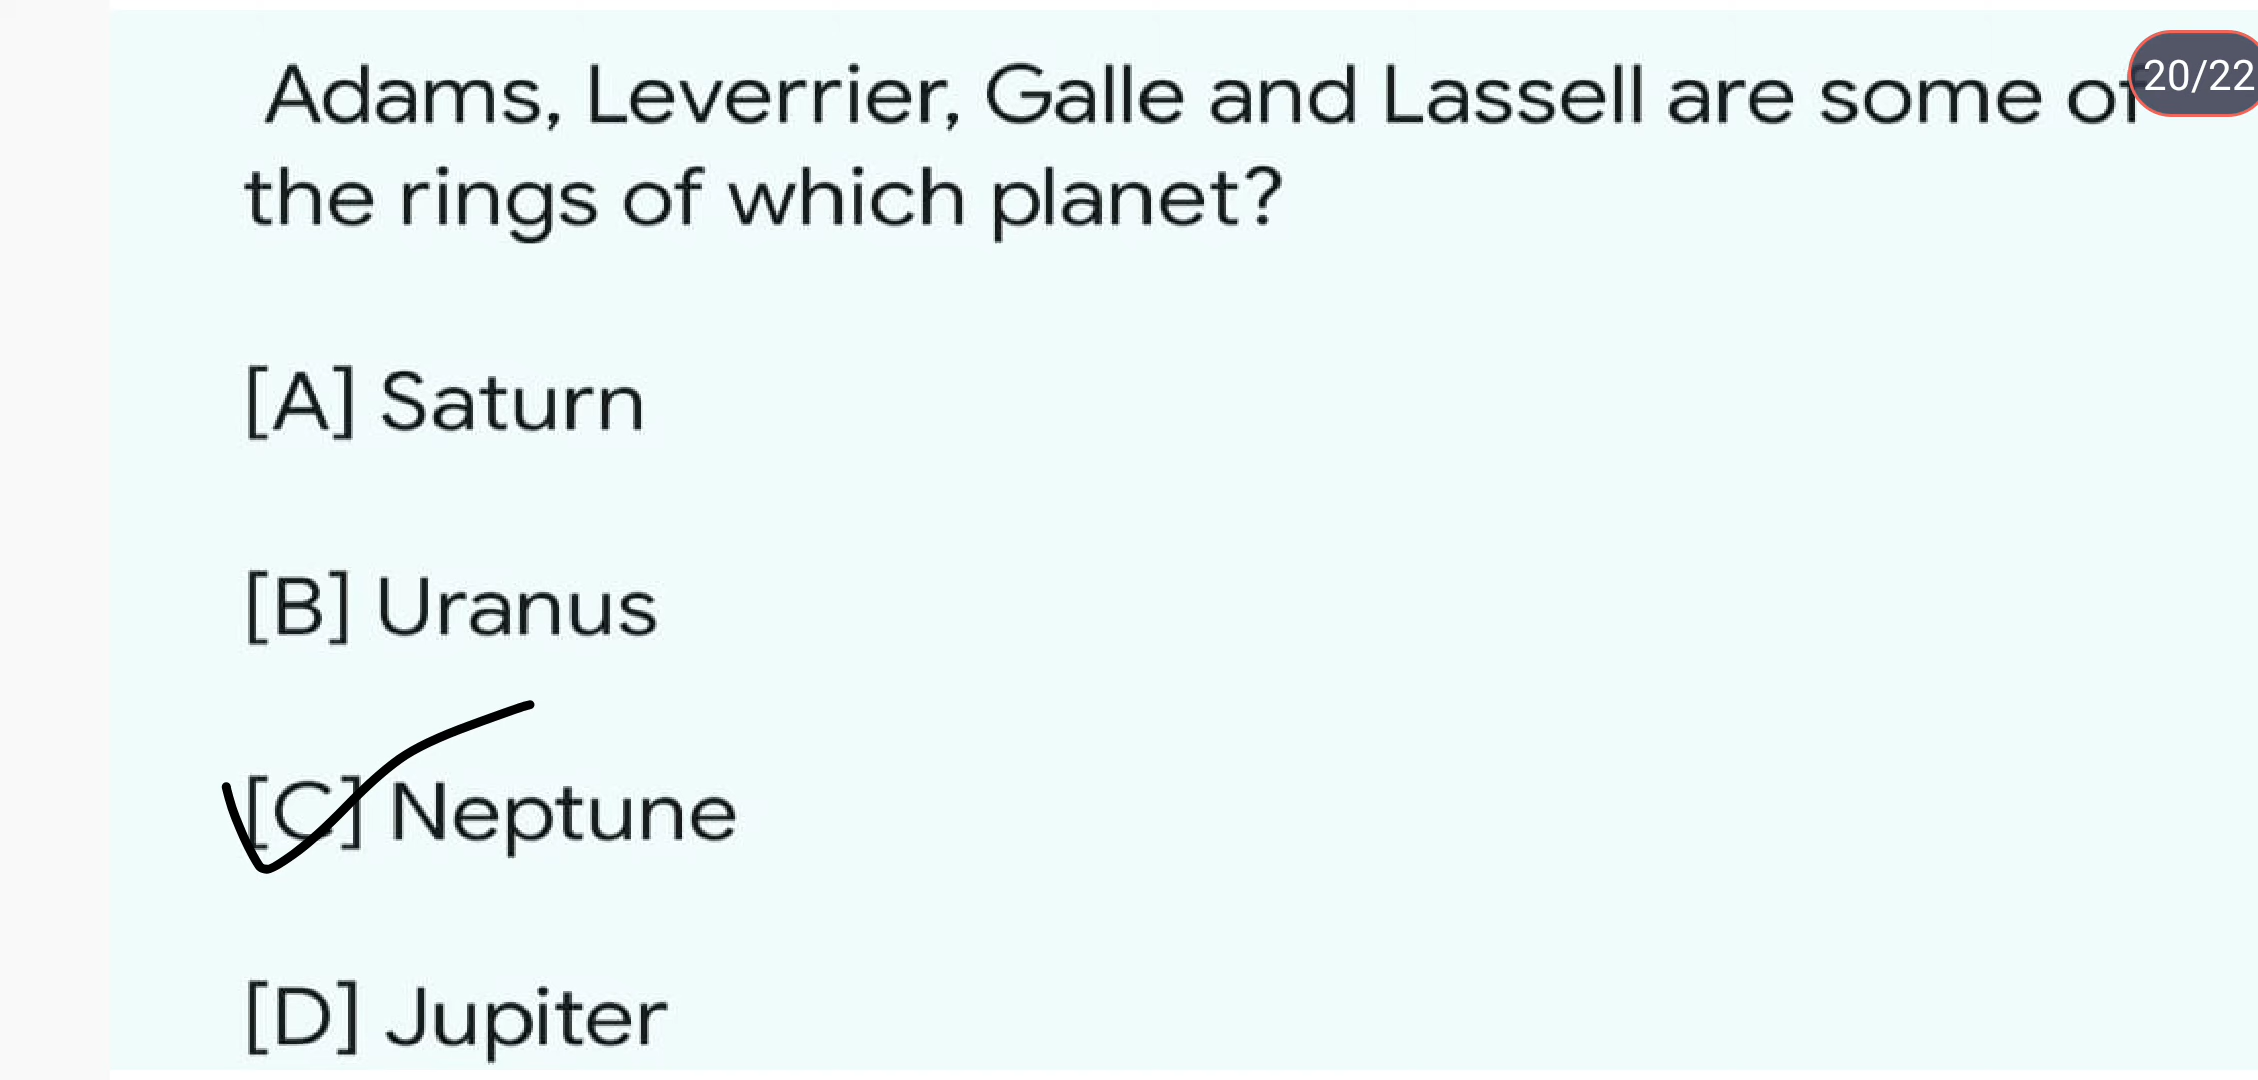 Adams, Leverrier, Galle and Lassell are some of
20/22
the rings of which planet?
[A] Saturn
[B] Uranus
[C] Neptune
[D] Jupiter